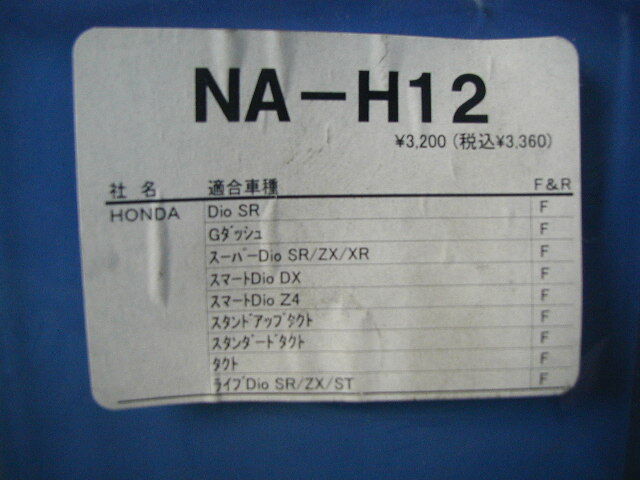 NA-H12
¥3,200 (税込¥3,360)
社 名 適合車種 F&R
HONDA Dio SR F
Gﾀﾞｯｼｭ F
ｽｰﾊﾟｰDio SR/ZX/XR F
ｽﾏｰﾄDio DX F
ｽﾏｰﾄDio Z4 F
ｽﾀﾝﾄﾞｱｯﾌﾟﾀｸﾄ F
ｽﾀﾝﾀﾞｰﾄﾞﾀｸﾄ F
ﾀｸﾄ F
ﾗｲﾌﾞDio SR/ZX/ST F